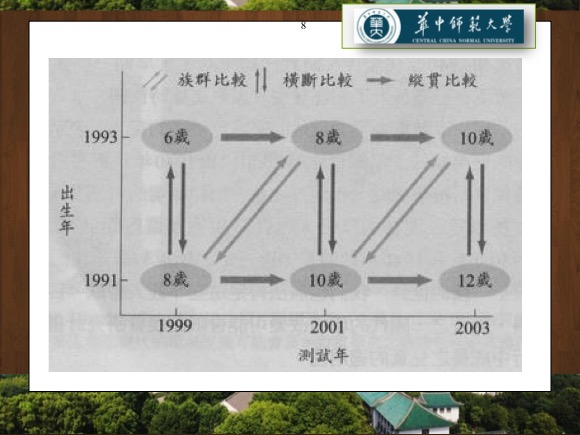 8
華中師範大學
CENTRAL CHINA NORMAL UNIVERSITY
族群比較 橫斷比較 縱貫比較
1993 6歲 8歲 10歲
出生年
1991 8歲 10歲 12歲
1999 2001 2003
測試年